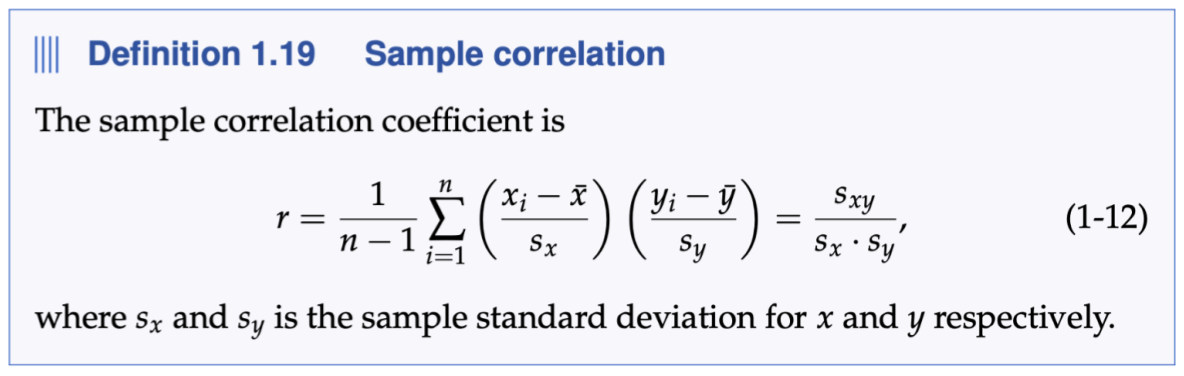 Definition 1.19 Sample correlation
The sample correlation coefficient is
r = \frac{1}{n-1} \sum_{i=1}^{n} \left( \frac{x_i - \bar{x}}{s_x} \right) \left( \frac{y_i - \bar{y}}{s_y} \right) = \frac{s_{xy}}{s_x \cdot s_y}, (1-12)
where s_x and s_y is the sample standard deviation for x and y respectively.